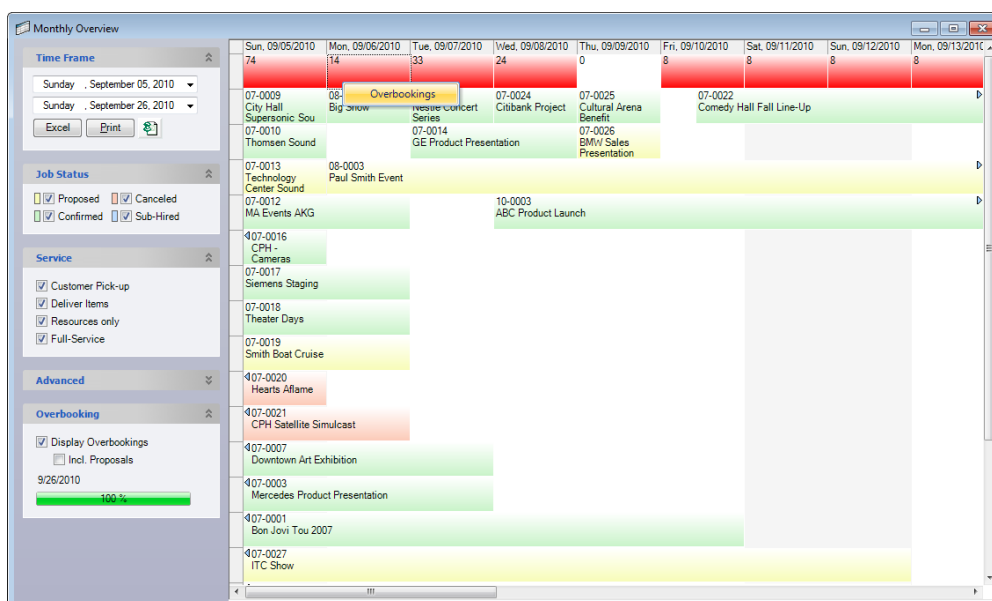 Monthly Overview
Time Frame
Sunday , September 05, 2010
Sunday , September 26, 2010
Excel Print
Job Status
Proposed Canceled
Confirmed Sub-Hired
Service
Customer Pick-up
Deliver Items
Resources only
Full-Service
Advanced
Overbooking
Display Overbookings
Incl. Proposals
9/26/2010
100 %
Sun, 09/05/2010 Mon, 09/06/2010 Tue, 09/07/2010 Wed, 09/08/2010 Thu, 09/09/2010 Fri, 09/10/2010 Sat, 09/11/2010 Sun, 09/12/2010 Mon, 09/13/2010
74 14 33 24 0 8 8 8 8
Overbookings
07-0009
City Hall
Supersonic Sou
08-
Big Show
Nestle Concert
Series
07-0024
Citibank Project
07-0025
Cultural Arena
Benefit
07-0022
Comedy Hall Fall Line-Up
07-0010
Thomsen Sound
07-0014
GE Product Presentation
07-0026
BMW Sales
Presentation
07-0013
Technology
Center Sound
08-0003
Paul Smith Event
07-0012
MA Events AKG
10-0003
ABC Product Launch
07-0016
CPH -
Cameras
07-0017
Siemens Staging
07-0018
Theater Days
07-0019
Smith Boat Cruise
07-0020
Hearts Aflame
07-0021
CPH Satellite Simulcast
07-0007
Downtown Art Exhibition
07-0003
Mercedes Product Presentation
07-0001
Bon Jovi Tou 2007
07-0027
ITC Show